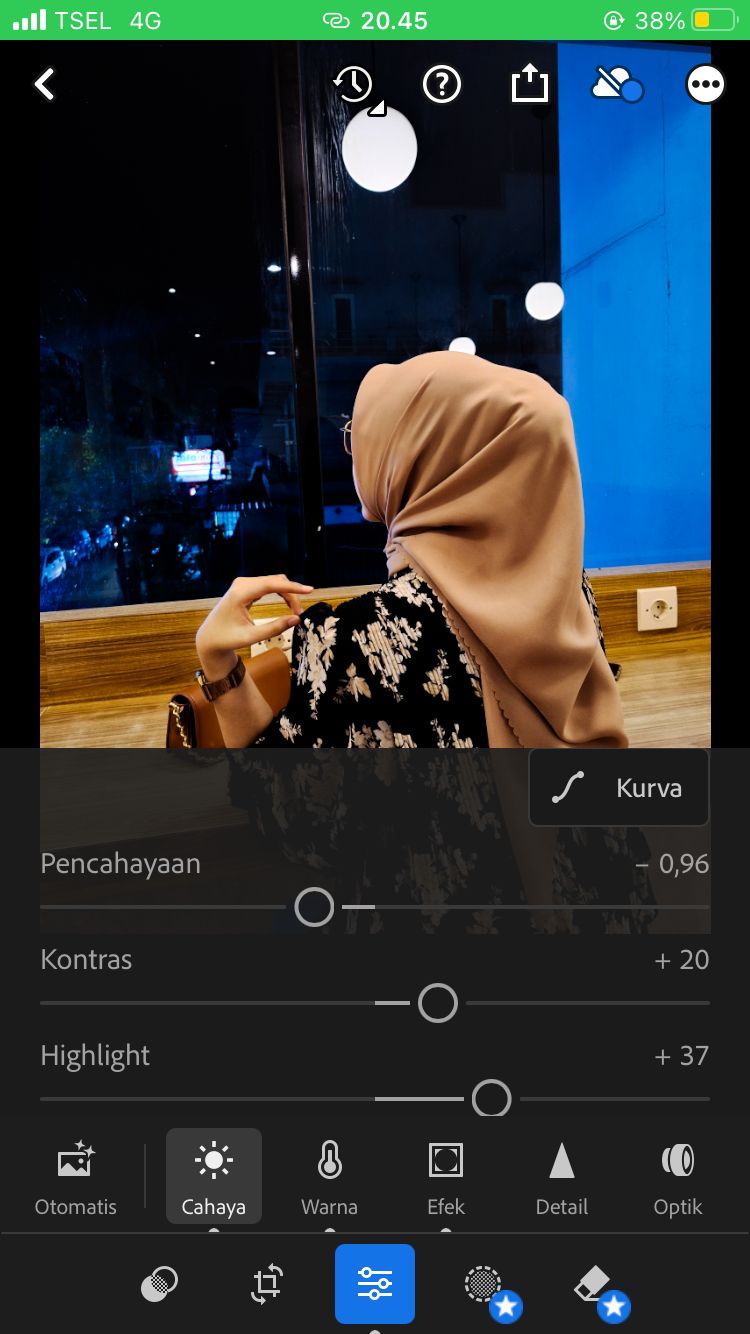 TSEL 4G 20.45 38%
Kurva
Pencahayaan – 0,96
Kontras + 20
Highlight + 37
Otomatis Cahaya Warna Efek Detail Optik